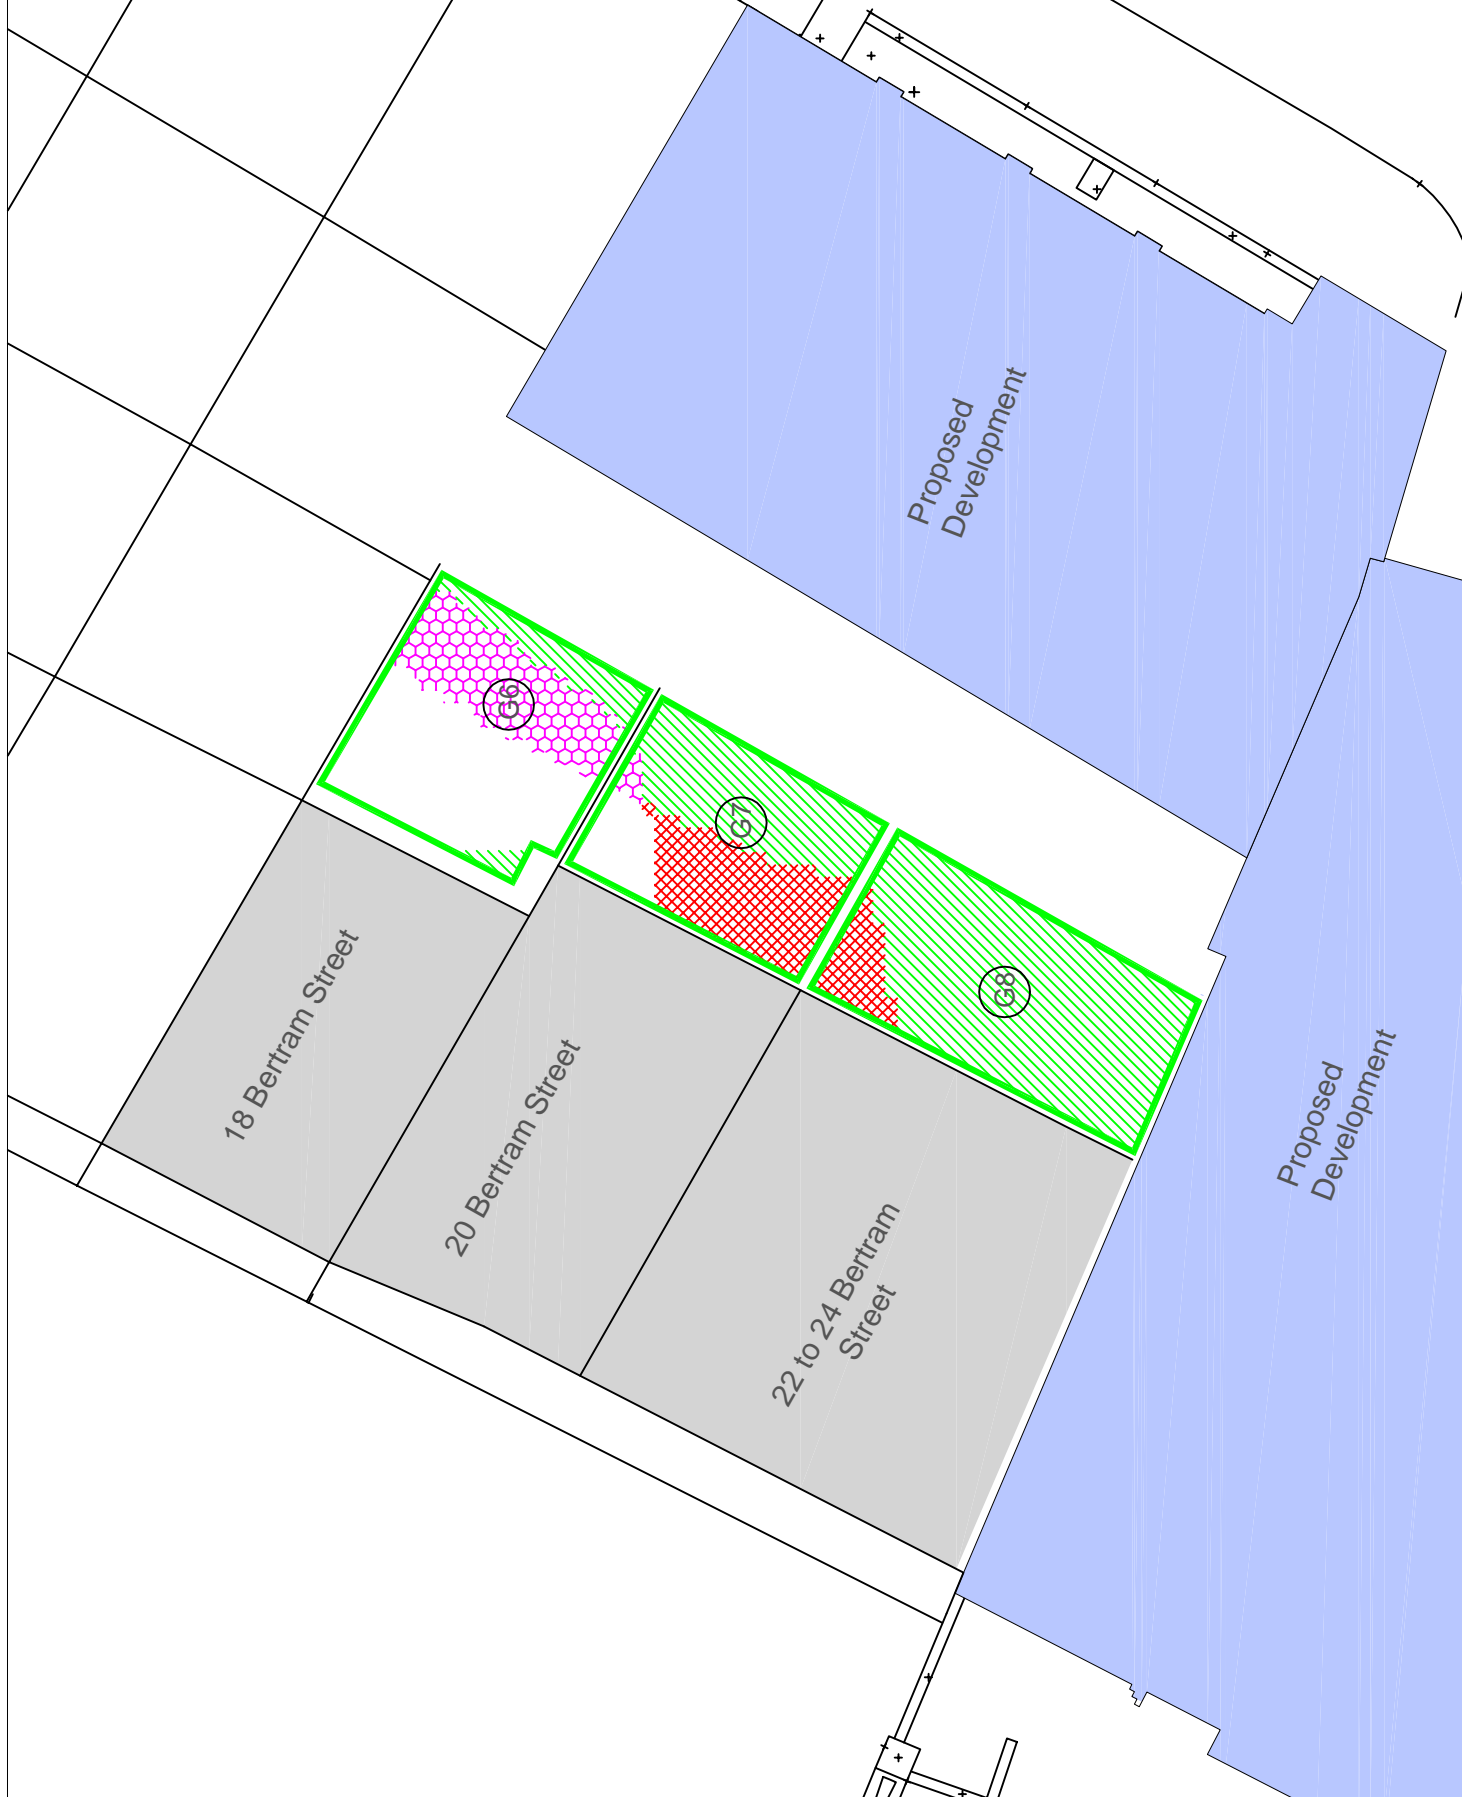 Proposed
Development
G6
G7
G8
18 Bertram Street
20 Bertram Street
22 to 24 Bertram
Street
Proposed
Development